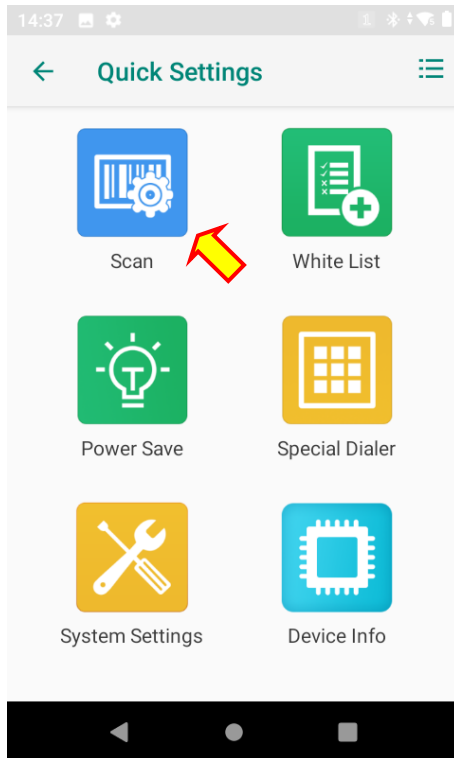 14:37
Quick Settings
Scan
White List
Power Save
Special Dialer
System Settings
Device Info